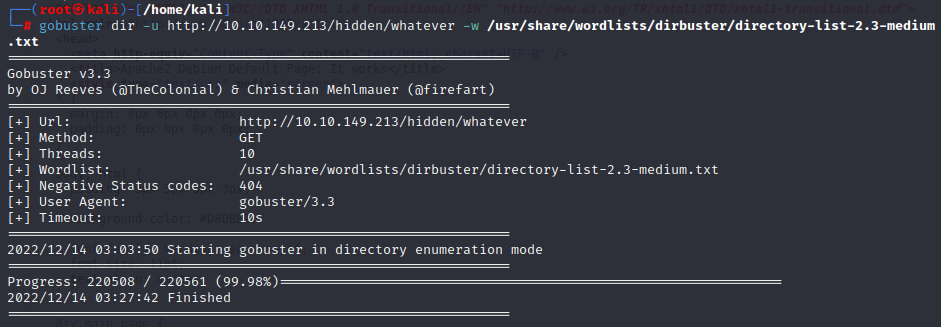 ┌──(root㉿kali)-[/home/kali]
└─# gobuster dir -u http://10.10.149.213/hidden/whatever -w /usr/share/wordlists/dirbuster/directory-list-2.3-medium
.txt
===============================================================
Gobuster v3.3
by OJ Reeves (@TheColonial) & Christian Mehlmauer (@firefart)
===============================================================
[+] Url:                     http://10.10.149.213/hidden/whatever
[+] Method:                  GET
[+] Threads:                 10
[+] Wordlist:                /usr/share/wordlists/dirbuster/directory-list-2.3-medium.txt
[+] Negative Status codes:   404
[+] User Agent:              gobuster/3.3
[+] Timeout:                 10s
===============================================================
2022/12/14 03:03:50 Starting gobuster in directory enumeration mode
===============================================================
Progress: 220508 / 220561 (99.98%)===============================================================
2022/12/14 03:27:42 Finished
===============================================================